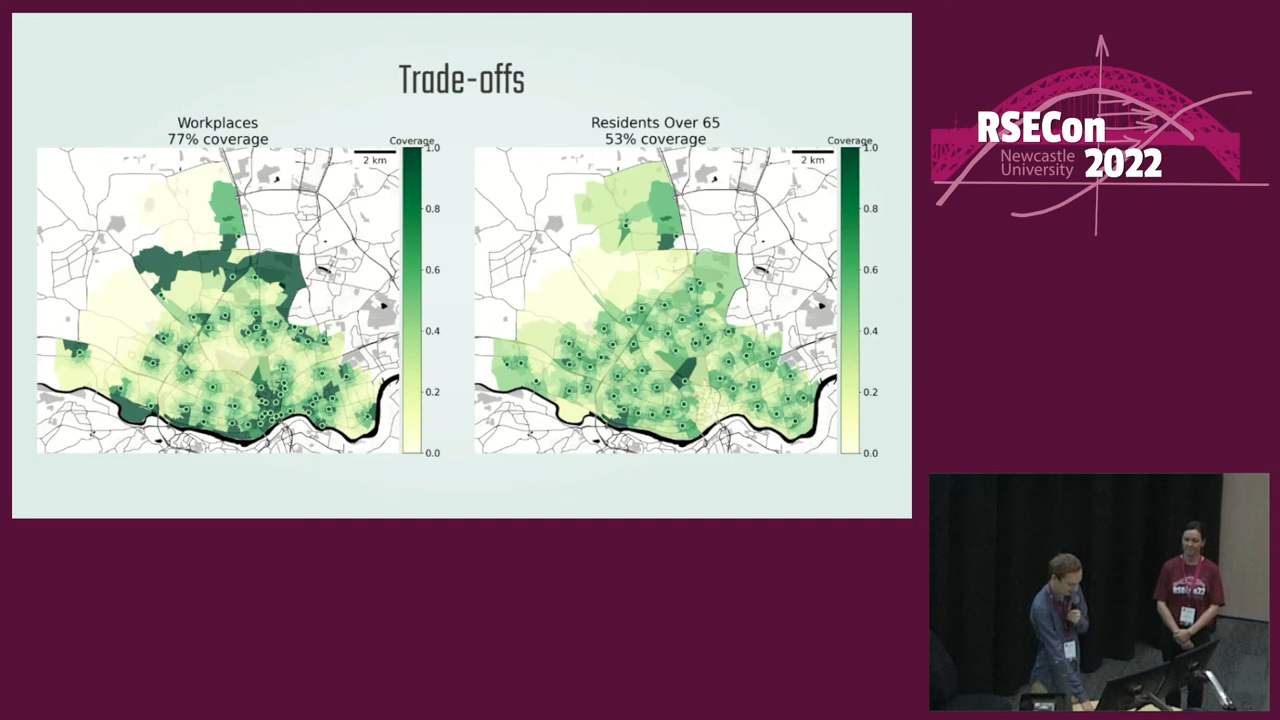 Trade-offs
Workplaces
77% coverage
Coverage
2 km
1.0
0.8
0.6
0.4
0.2
0.0
Residents Over 65
53% coverage
Coverage
2 km
1.0
0.8
0.6
0.4
0.2
0.0
RSECon
Newcastle
University
2022